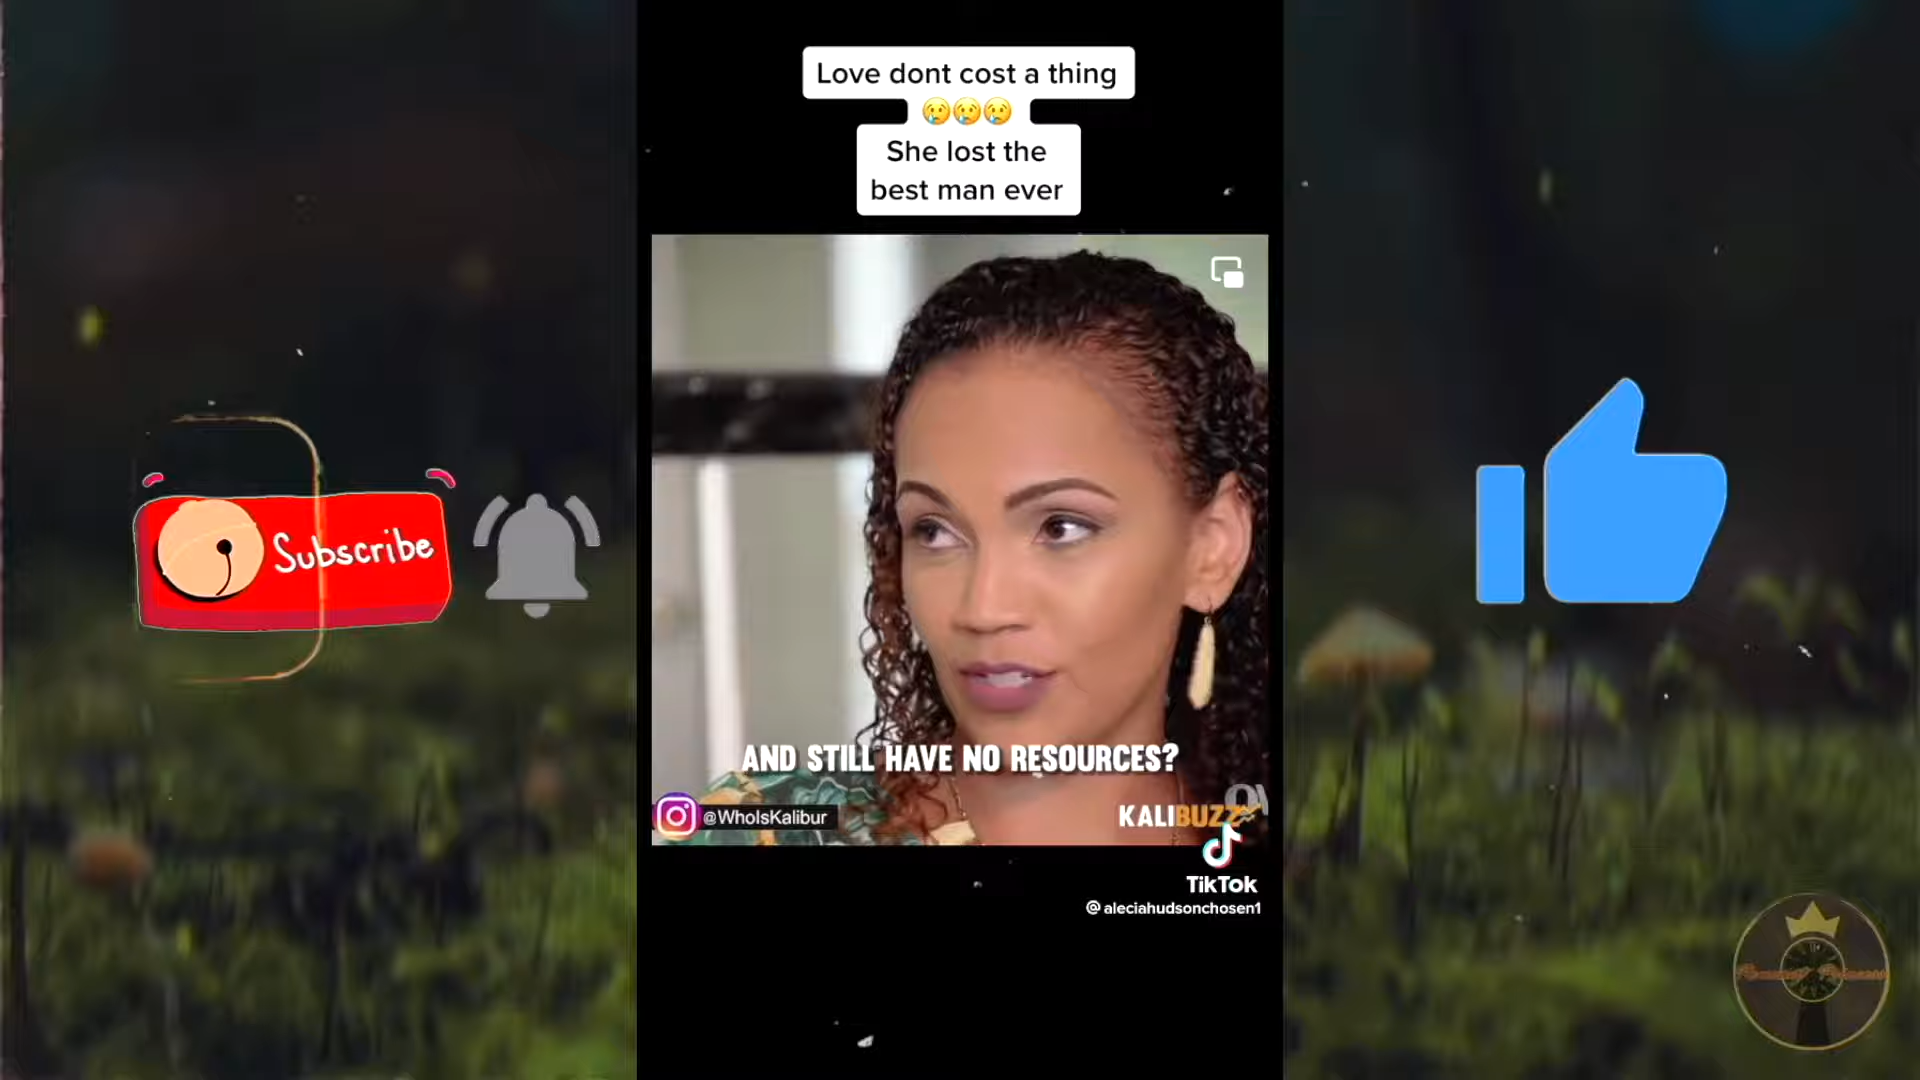 Love dont cost a thing
😢😢😢
She lost the
best man ever
Subscribe
AND STILL HAVE NO RESOURCES?
@WhoIsKalibur
KALIBUZZ
TikTok
@aleciahudsonchosen1